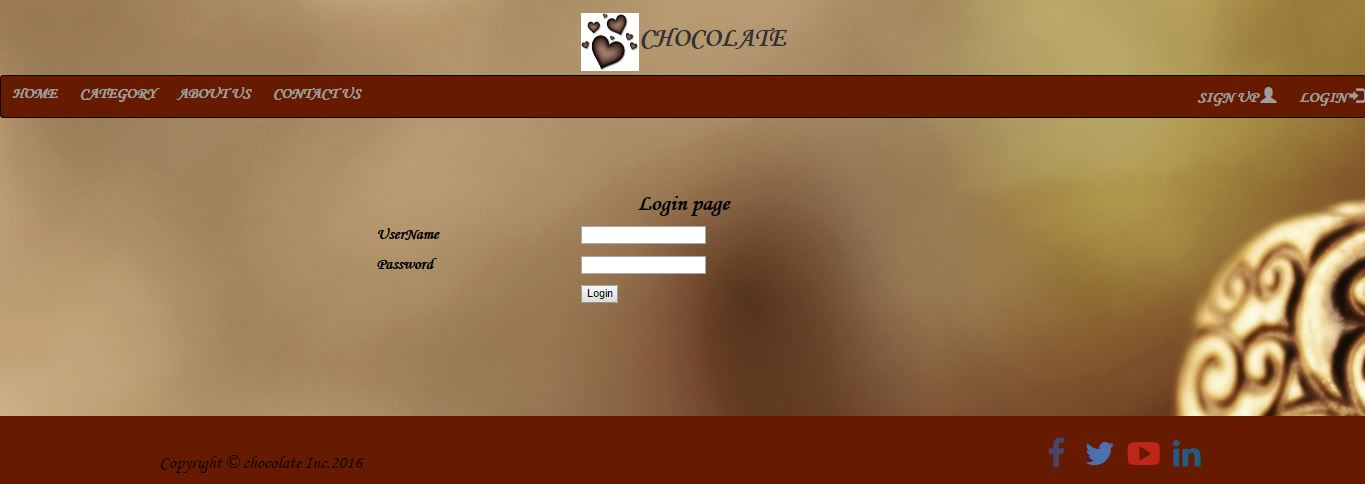 CHOCOLATE
HOME CATEGORY ABOUT US CONTACT US SIGN UP LOGIN
Login page
UserName
Password
Login
Copyright © chocolate Inc.2016